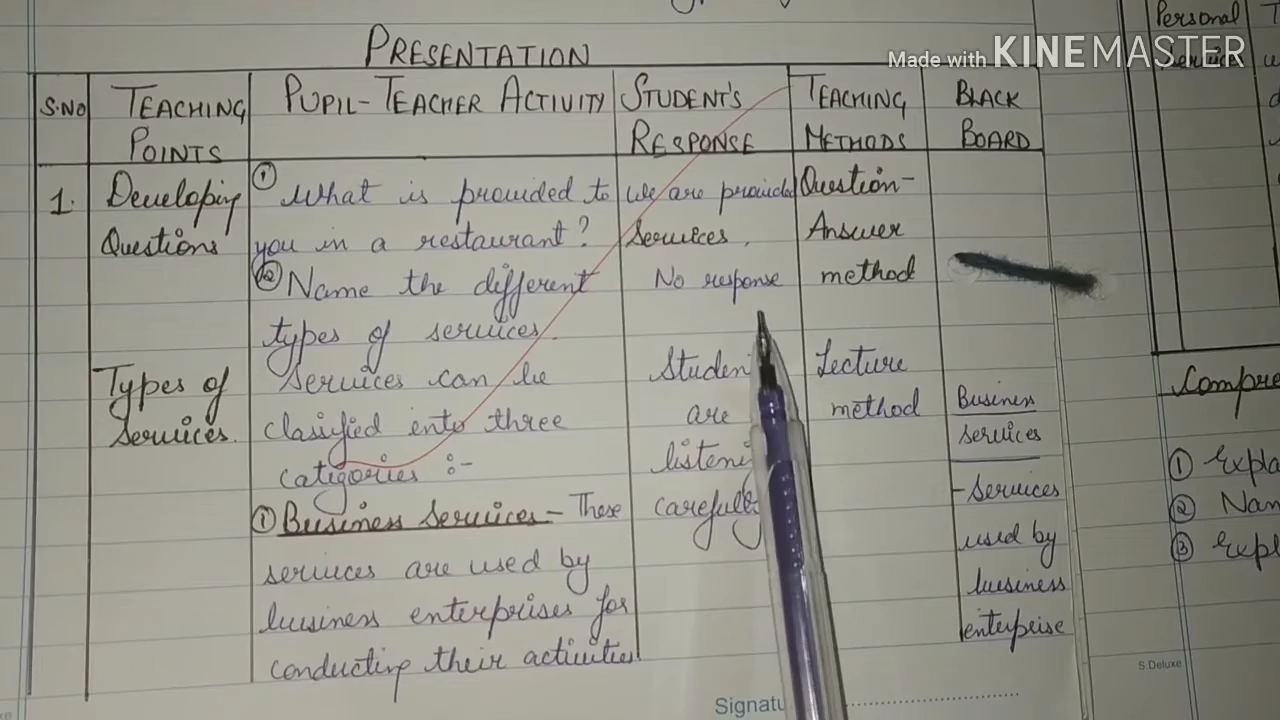 Made with KINEMASTER
PRESENTATION
S.NO
TEACHING
POINTS
PUPIL-TEACHER ACTIVITY
STUDENT'S
RESPONSE
TEACHING
METHODS
BLACK
BOARD
1.
Developing
Questions
① What is provided to
you in a restaurant?
② Name the different
types of services.
We are provided
Services.
No response
Question-
Answer
method
Types of
Services.
Services can be
classified into three
categories :-
① Business Services - These
services are used by
business enterprises for
conducting their activities
are
carefully
Lecture
method
Business
services
- Services
used by
business
enterprise
Personal
① Expla
② Nam
③ Expl
Signatu
S.Deluxe